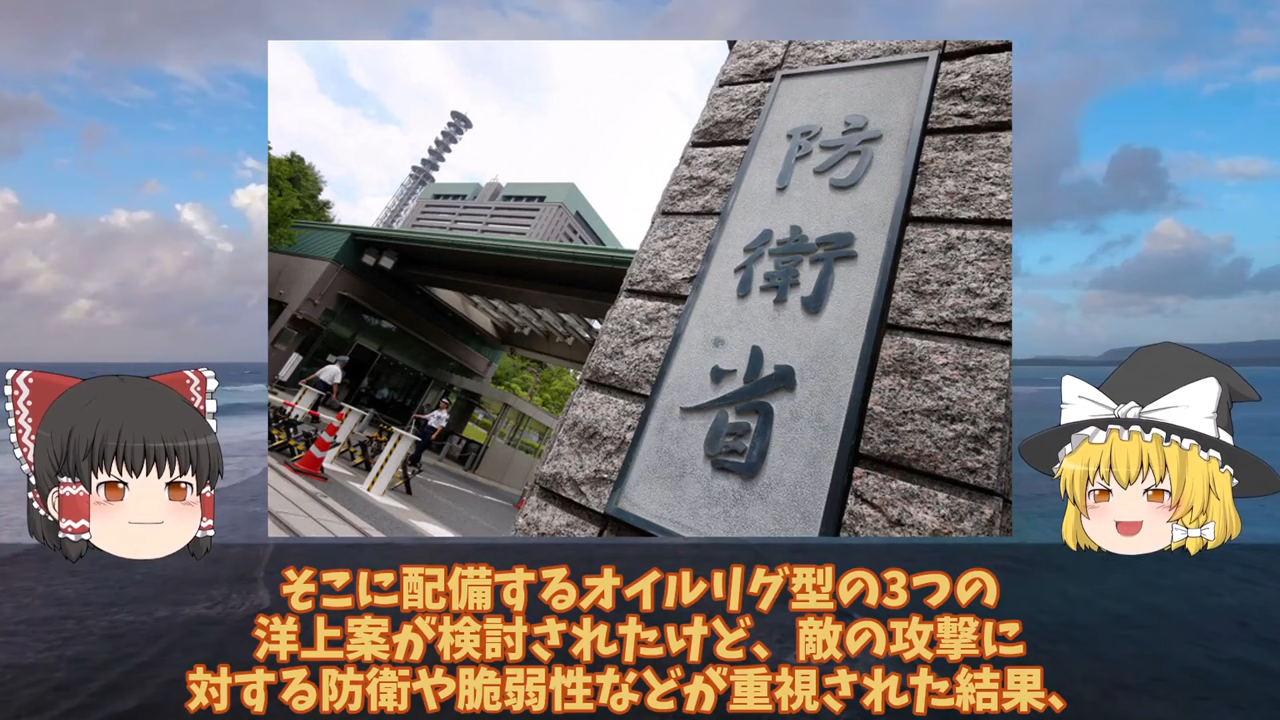 防衛省
そこに配備するオイルリグ型の3つの
洋上案が検討されたけど、敵の攻撃に
対する防衛や脆弱性などが重視された結果、